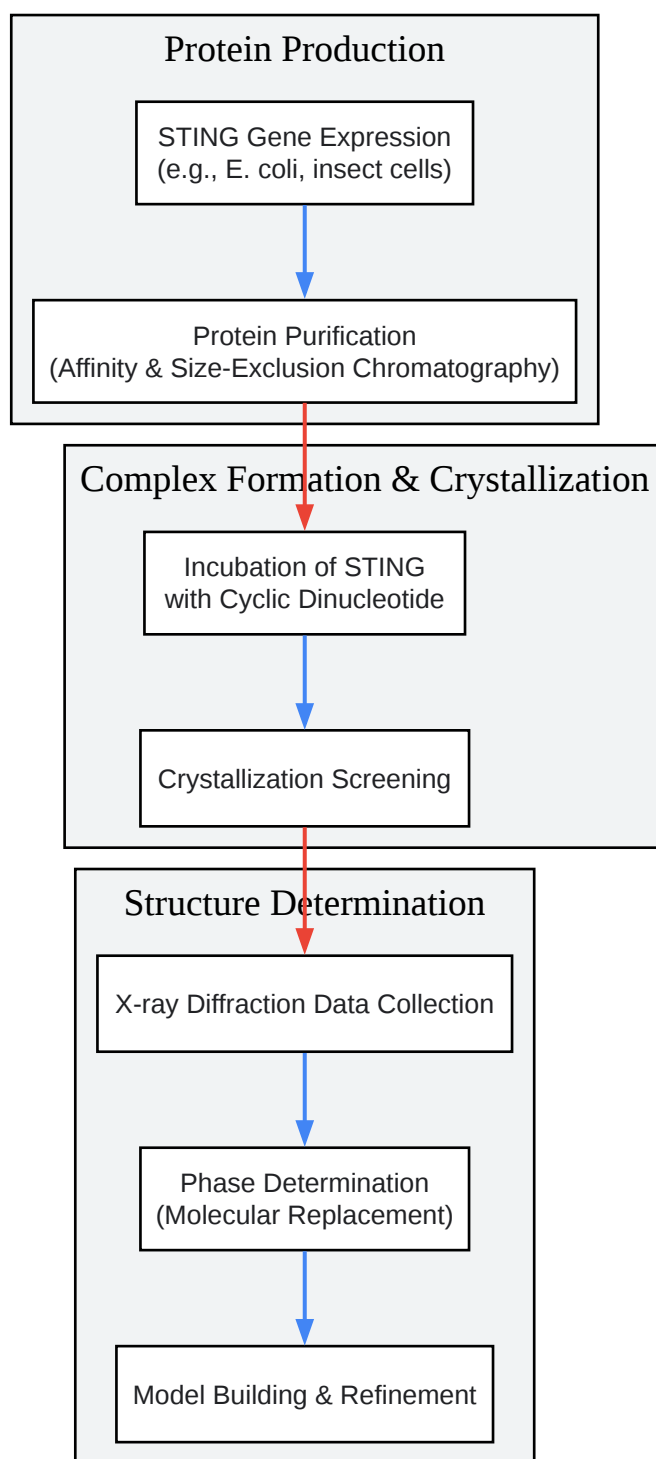 Protein Production
STING Gene Expression
(e.g., E. coli, insect cells)
Protein Purification
(Affinity & Size-Exclusion Chromatography)
Complex Formation & Crystallization
Incubation of STING
with Cyclic Dinucleotide
Crystallization Screening
Structure Determination
X-ray Diffraction Data Collection
Phase Determination
(Molecular Replacement)
Model Building & Refinement